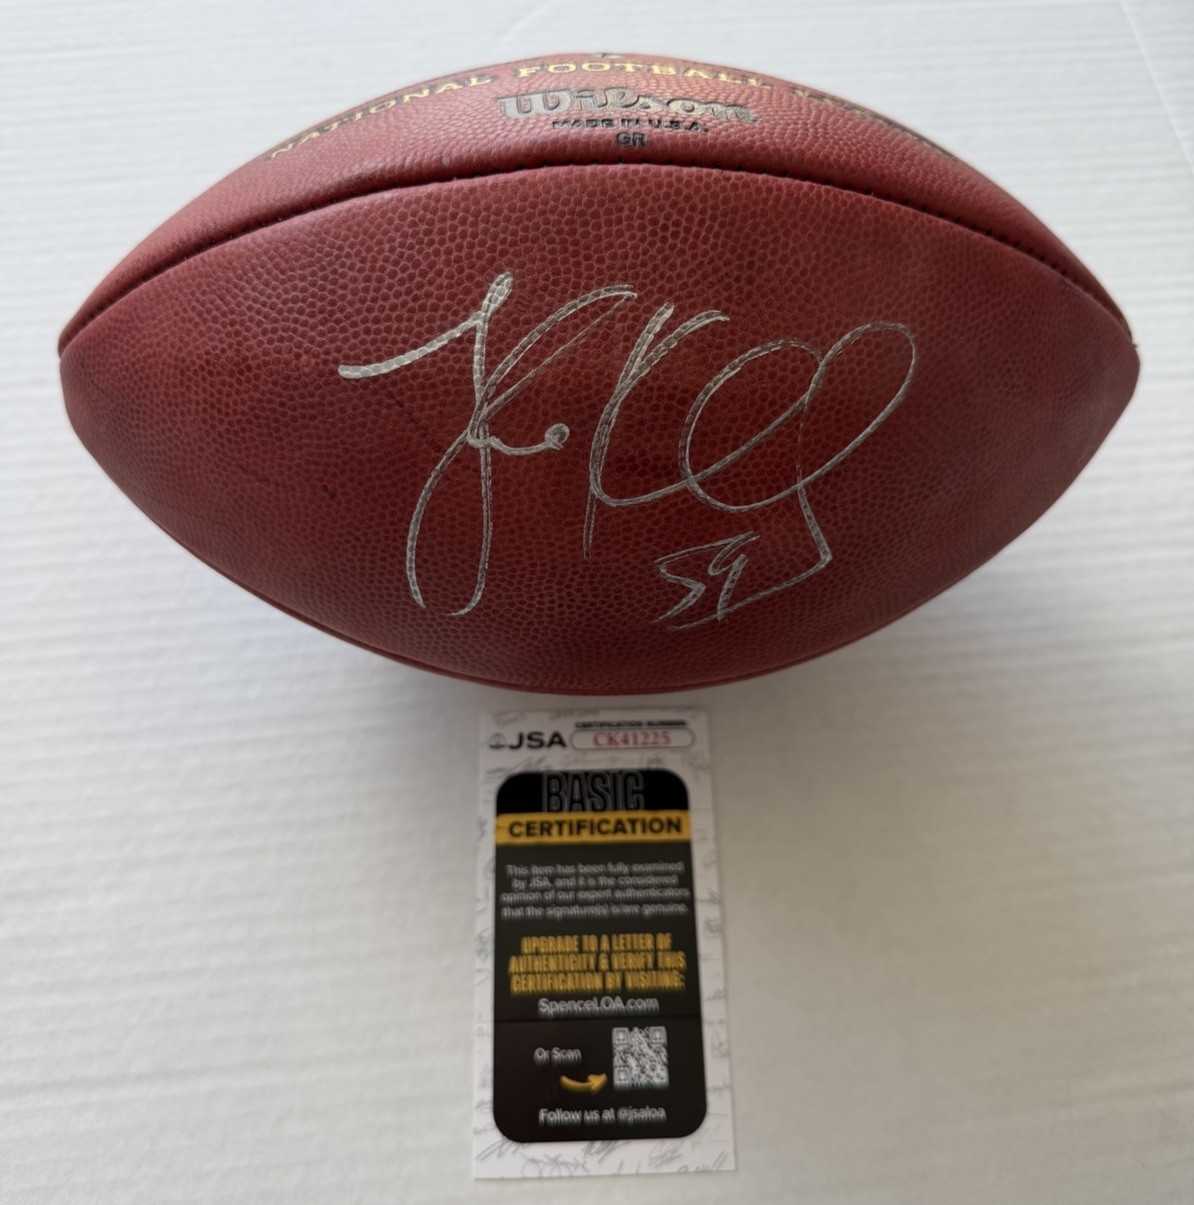 NATIONAL FOOTBALL
Wilson
MADE IN U.S.A.
GR
59
JSA
CERTIFICATION NUMBER
CK41225
BASIC
CERTIFICATION
This item has been fully examined
by JSA, and it is the considered
opinion of our expert authenticators
that the signature(s) is/are genuine.
UPGRADE TO A LETTER OF
AUTHENTICITY & VERIFY THIS
CERTIFICATION BY VISITING:
SpenceLOA.com
Or Scan
Follow us at @jsaloa